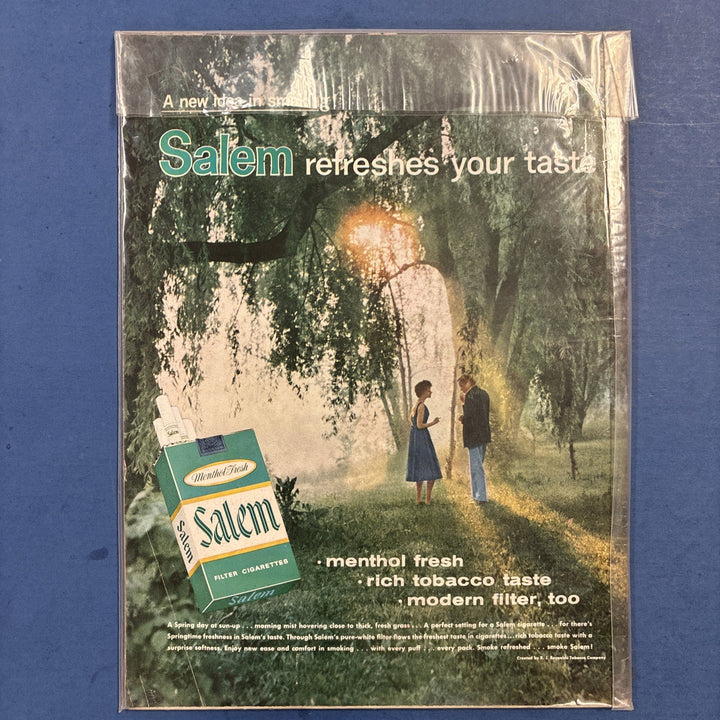 A new idea in smoking
Salem refreshes your taste
Salem
Menthol Fresh
Salem
Salem
FILTER CIGARETTES
Salem
· menthol fresh
· rich tobacco taste
· modern filter, too
A Spring day at sun-up . . . morning mist hovering close to thick, fresh grass . . . A perfect setting for a Salem cigarette . . . For there's
Springtime freshness in Salem's taste. Through Salem's pure-white filter flows the freshest taste in cigarettes...rich tobacco taste with a
surprise softness. Enjoy new ease and comfort in smoking . . . with every puff . . . every pack. Smoke refreshed . . . smoke Salem!
Created by R. J. Reynolds Tobacco Company